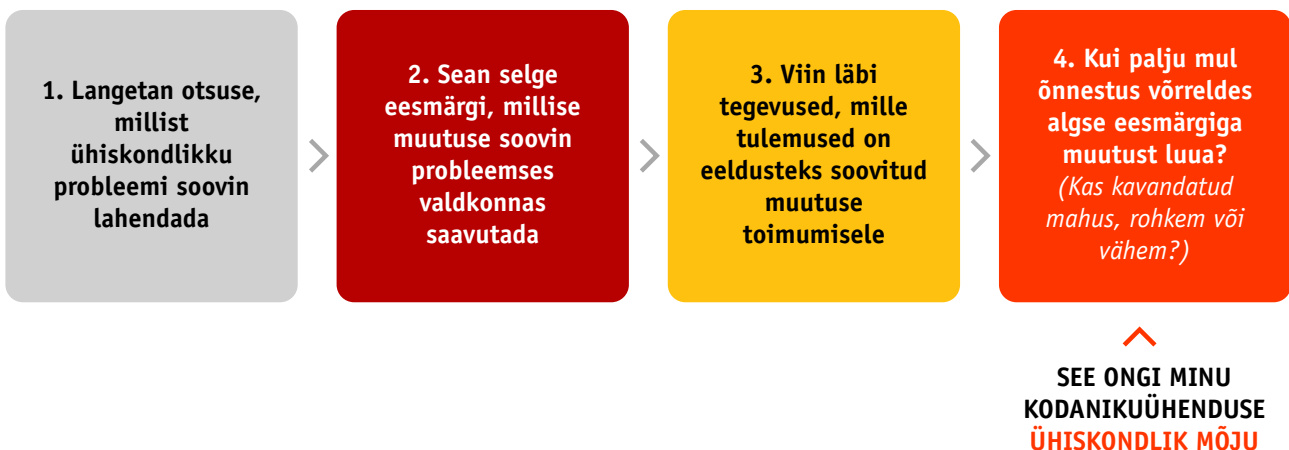 1. Langetan otsuse,
millist
ühiskondlikku
probleemi soovin
lahendada
2. Sean selge
eesmärgi, millise
muutuse soovin
probleemses
valdkonnas
saavutada
3. Viin läbi
tegevused, mille
tulemused on
eeldusteks soovitud
muutuse
toimumisele
4. Kui palju mul
õnnestus võrreldes
algse eesmärgiga
muutust luua?
(Kas kavandatud
mahus, rohkem või
vähem?)
SEE ONGI MINU
KODANIKUÜHENDUSE
ÜHISKONDLIK MÕJU